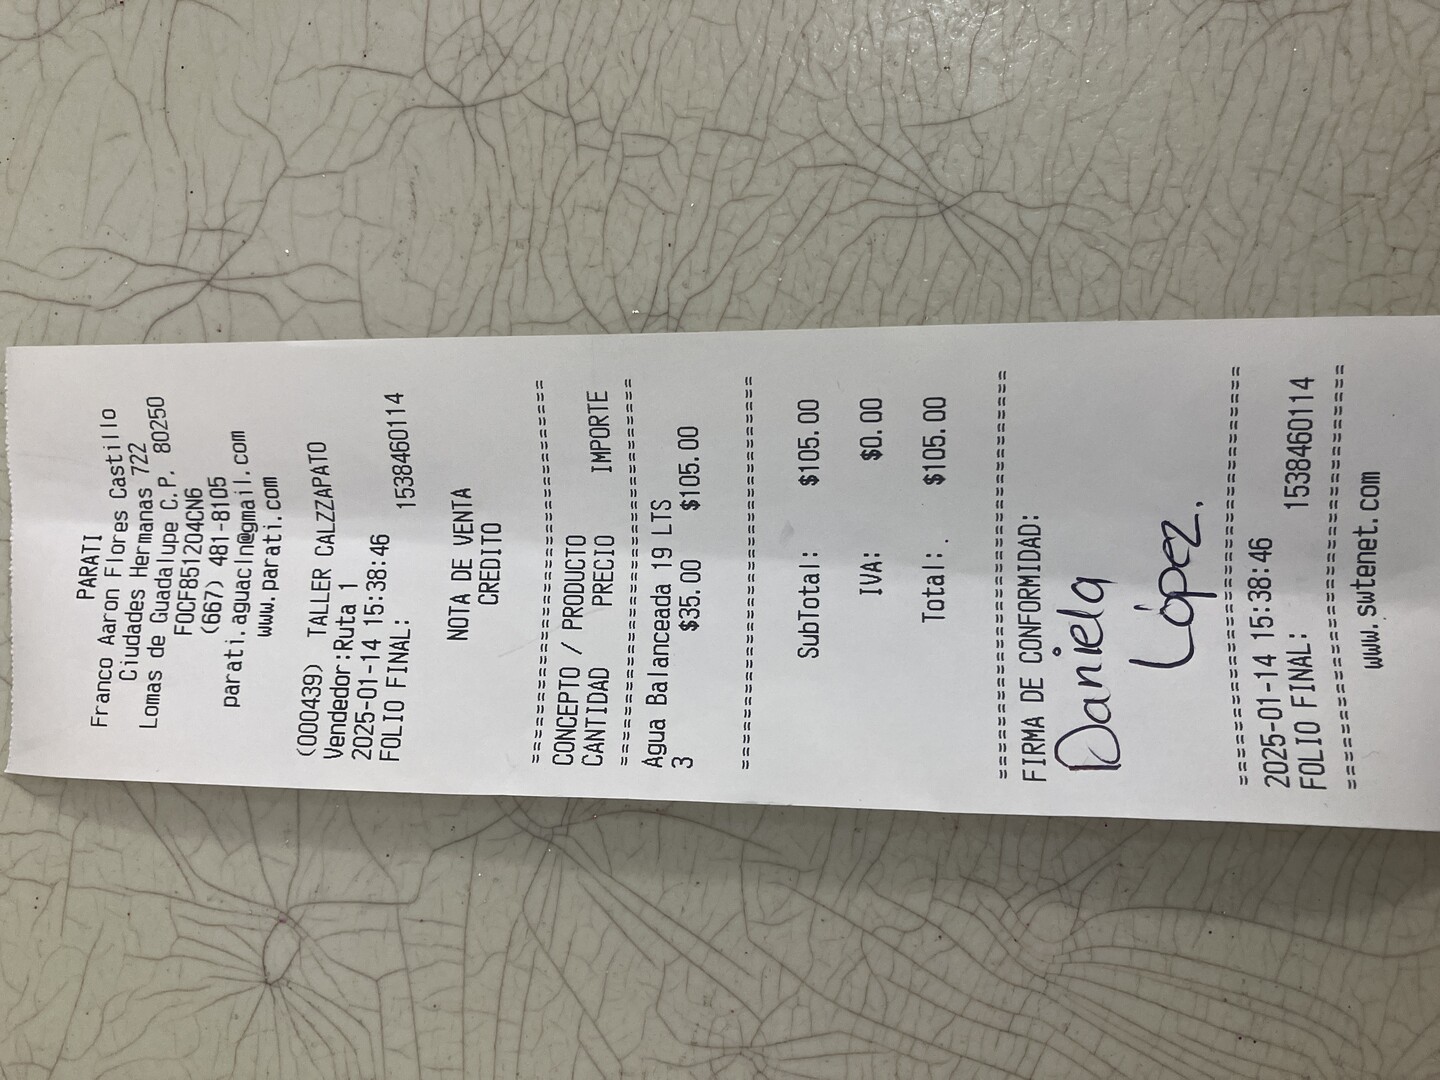 PARATI
Franco Aaron Flores Castillo
Ciudades Hermanas 722
Lomas de Guadalupe C.P. 80250
FOCF851204CN6
(667) 481-8105
parati.aguacln@gmail.com
www.parati.com
(000439) TALLER CALZZAPATO
Vendedor:Ruta 1
2025-01-14 15:38:46
FOLIO FINAL: 1538460114
NOTA DE VENTA
CREDITO
==============================
CONCEPTO / PRODUCTO
CANTIDAD PRECIO IMPORTE
==============================
Agua Balanceada 19 LTS
3 $35.00 $105.00
==============================
SubTotal: $105.00
IVA: $0.00
Total: $105.00
==============================
FIRMA DE CONFORMIDAD:
Daniela
López.
==============================
2025-01-14 15:38:46
FOLIO FINAL: 1538460114
==============================
www.swtenet.com